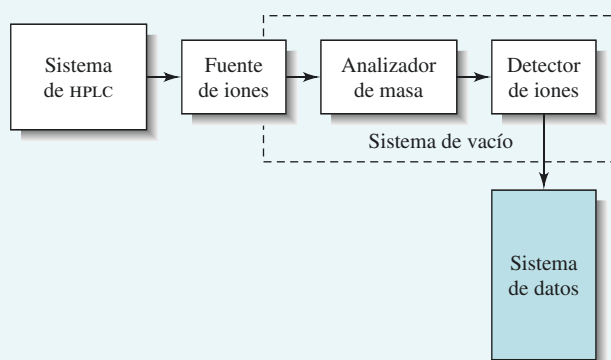 Sistema
de HPLC
Fuente
de iones
Analizador
de masa
Detector
de iones
Sistema de vacío
Sistema
de datos